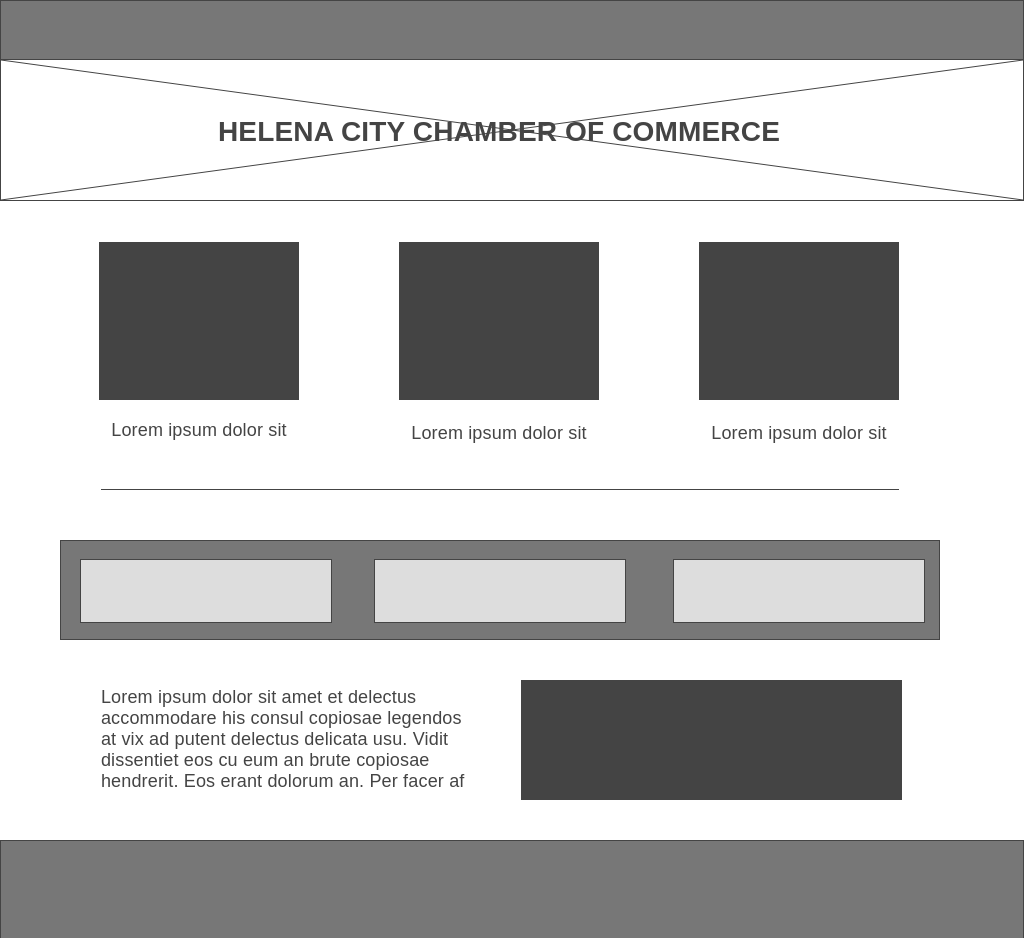 HELENA CITY CHAMBER OF COMMERCE
Lorem ipsum dolor sit
Lorem ipsum dolor sit
Lorem ipsum dolor sit
Lorem ipsum dolor sit amet et delectus
accommodare his consul copiosae legendos
at vix ad putent delectus delicata usu. Vidit
dissentiet eos cu eum an brute copiosae
hendrerit. Eos erant dolorum an. Per facer af